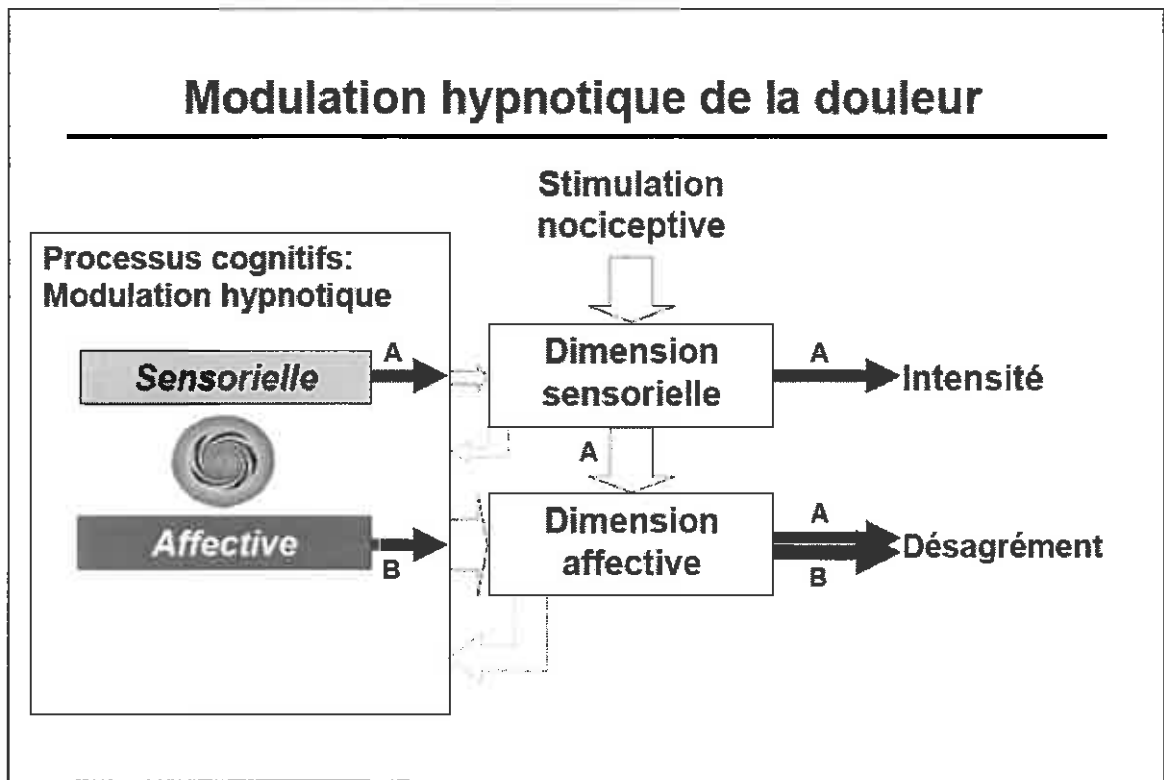 Modulation hypnotique de la douleur
Stimulation
nociceptive
Processus cognitifs:
Modulation hypnotique
Sensorielle
A
Dimension
sensorielle
A
Intensité
A
Affective
B
Dimension
affective
A
B
Désagrément